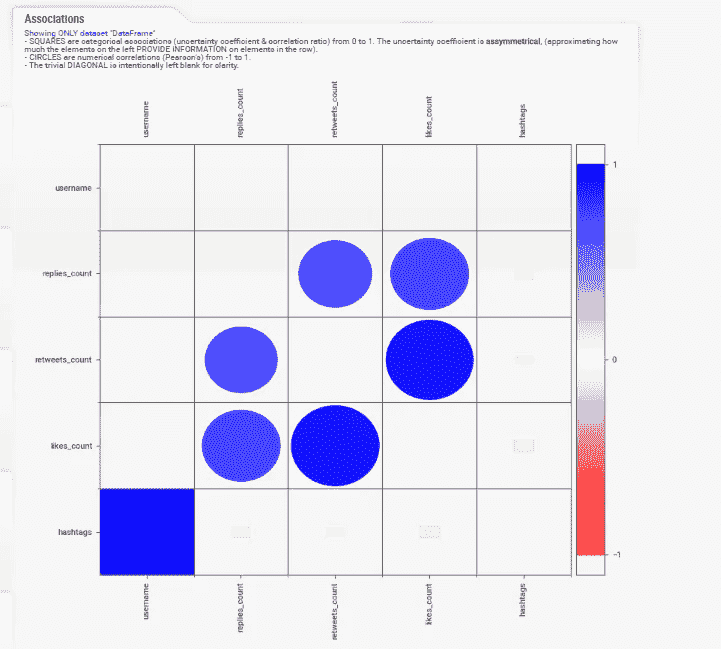 Associations
Showing ONLY dataset "DataFrame"
- SQUARES are categorical associations (uncertainty coefficient & correlation ratio) from 0 to 1. The uncertainty coefficient is assymmetrical, (approximating how
much the elements on the left PROVIDE INFORMATION on elements in the row).
- CIRCLES are numerical correlations (Pearson's) from -1 to 1.
- The trivial DIAGONAL is intentionally left blank for clarity.
username replies_count retweets_count likes_count hashtags
1
username
replies_count
retweets_count 0
likes_count
hashtags
-1
username replies_count retweets_count likes_count hashtags